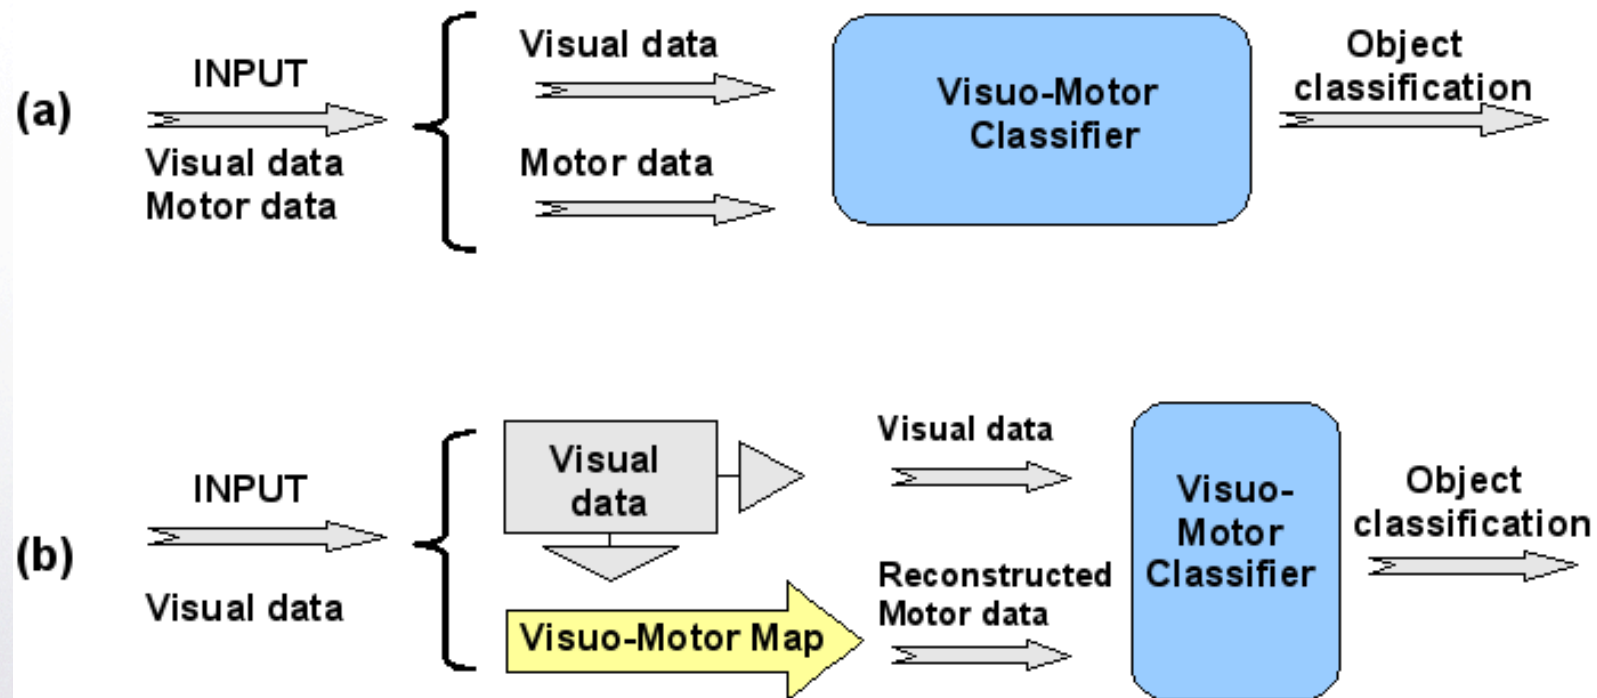 (a)
INPUT
Visual data
Motor data
Visual data
Motor data
Visuo-Motor
Classifier
Object
classification
(b)
INPUT
Visual data
Visual
data
Visuo-Motor Map
Visual data
Reconstructed
Motor data
Visuo-
Motor
Classifier
Object
classification